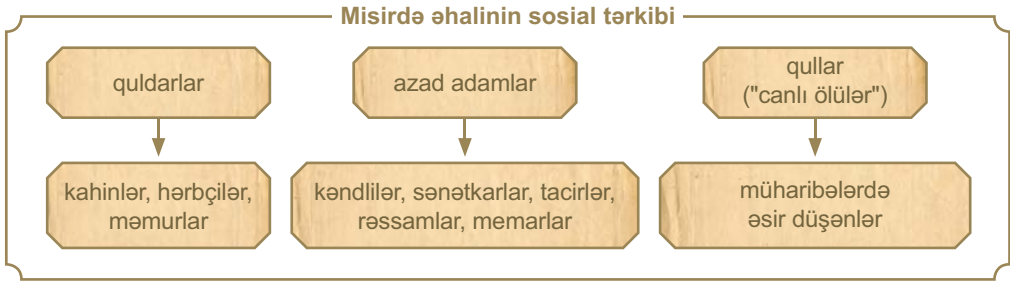 Misirdə əhalinin sosial tərkibi
quldarlar
azad adamlar
qullar
("canlı ölülər")
kahinlər, hərbçilər,
məmurlar
kəndlilər, sənətkarlar, tacirlər,
rəssamlar, memarlar
müharibələrdə
əsir düşənlər